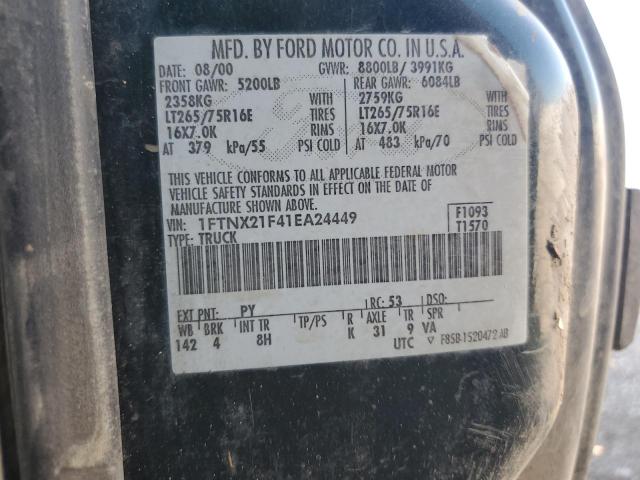 MFD. BY FORD MOTOR CO. IN U.S.A.
DATE: 08/00 GVWR: 8800LB/ 3991KG
FRONT GAWR: 5200LB REAR GAWR: 6084LB
2358KG WITH 2759KG WITH
LT265/75R16E TIRES LT265/75R16E TIRES
16X7.0K RIMS 16X7.0K RIMS
AT 379 kPa/55 PSI COLD AT 483 kPa/70 PSI COLD
THIS VEHICLE CONFORMS TO ALL APPLICABLE FEDERAL MOTOR
VEHICLE SAFETY STANDARDS IN EFFECT ON THE DATE OF
MANUFACTURE SHOWN ABOVE.
VIN: 1FTNX21F41EA24449 F1093
TYPE: TRUCK T1570
EXT PNT: PY RC: 53 DSO:
WB BRK INT TR TP/PS R AXLE TR SPR
142 4 8H K 31 9 VA
UTC ▽ F85B-1520472-AB